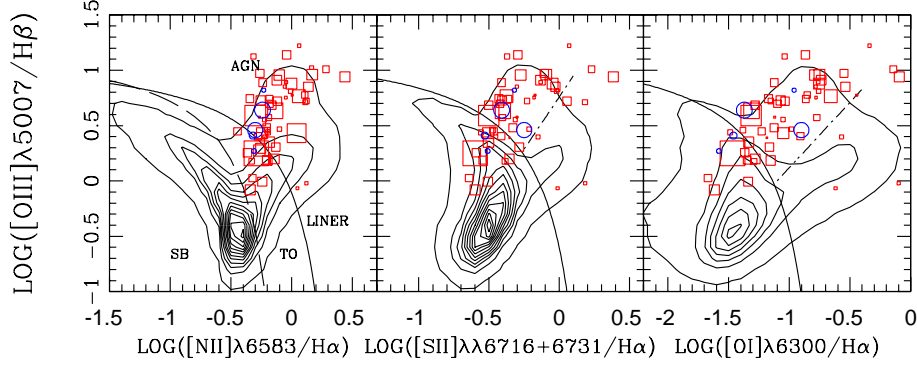 LOG([OIII]λ5007/Hβ)
1.5
1
0.5
0
−0.5
−1
AGN
SB
TO
LINER
-1.5 -1 -0.5 0 0.5
-1 -0.5 0 0.5
-2 -1.5 -1 -0.5 0
LOG([NII]λ6583/Hα)
LOG([SII]λλ6716+6731/Hα)
LOG([OI]λ6300/Hα)